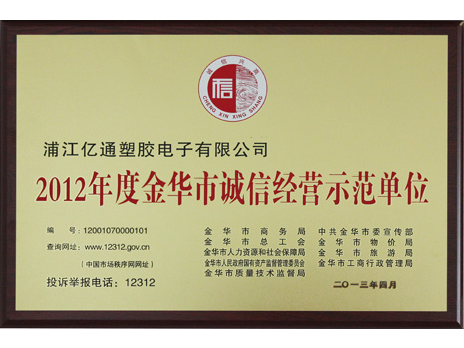 诚信兴商
信
CHENG XIN XING SHANG
浦江亿通塑胶电子有限公司
2012年度金华市诚信经营示范单位
编 号：12001070000101
查询网址：www.12312.gov.cn
（中国市场秩序网网址）
投诉举报电话：12312
金华市商务局
金华市总工会
金华市人力资源和社会保障局
金华市人民政府国有资产监督管理委员会
金华市质量技术监督局
中共金华市委宣传部
金华市物价局
金华市旅游局
金华市工商行政管理局
二〇一三年四月